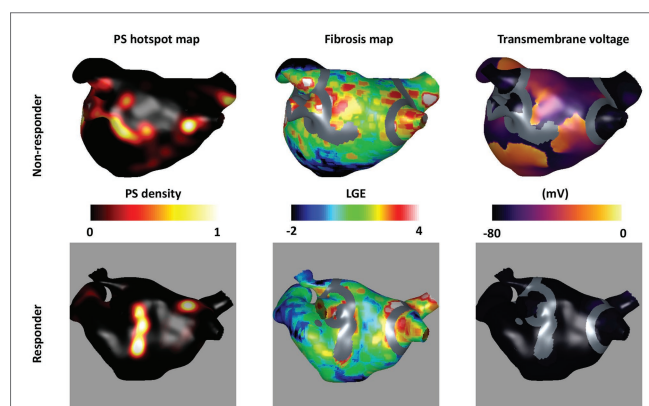 PS hotspot map
Fibrosis map
Transmembrane voltage
Non-responder
PS density
LGE
(mV)
0
1
-2
4
-80
0
Responder